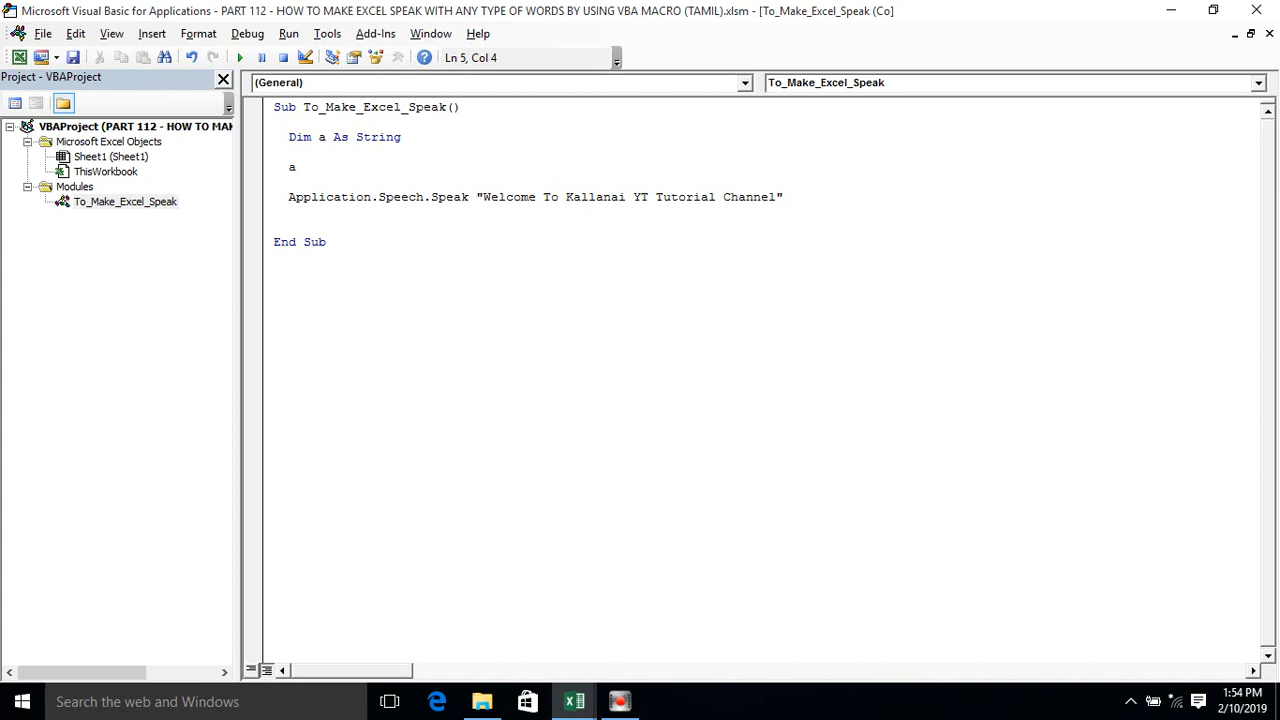 Microsoft Visual Basic for Applications - PART 112 - HOW TO MAKE EXCEL SPEAK WITH ANY TYPE OF WORDS BY USING VBA MACRO (TAMIL).xlsm - [To_Make_Excel_Speak (Co]
File Edit View Insert Format Debug Run Tools Add-Ins Window Help
Ln 5, Col 4
Project - VBAProject
(General)
To_Make_Excel_Speak
VBAProject (PART 112 - HOW TO MAK
Microsoft Excel Objects
Sheet1 (Sheet1)
ThisWorkbook
Modules
To_Make_Excel_Speak
Sub To_Make_Excel_Speak()
Dim a As String
a
Application.Speech.Speak "Welcome To Kallanai YT Tutorial Channel"
End Sub
Search the web and Windows
1:54 PM
2/10/2019